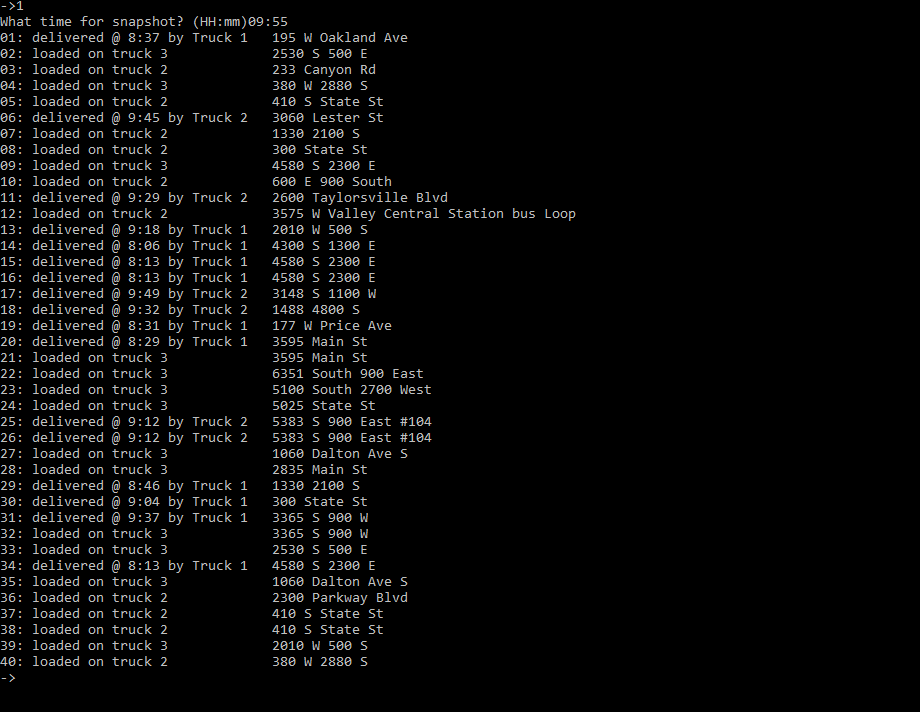 ->1
What time for snapshot? (HH:mm)09:55
01: delivered @ 8:37 by Truck 1   195 W Oakland Ave
02: loaded on truck 3             2530 S 500 E
03: loaded on truck 2             233 Canyon Rd
04: loaded on truck 3             380 W 2880 S
05: loaded on truck 2             410 S State St
06: delivered @ 9:45 by Truck 2   3060 Lester St
07: loaded on truck 2             1330 2100 S
08: loaded on truck 2             300 State St
09: loaded on truck 3             4580 S 2300 E
10: loaded on truck 2             600 E 900 South
11: delivered @ 9:29 by Truck 2   2600 Taylorsville Blvd
12: loaded on truck 2             3575 W Valley Central Station bus Loop
13: delivered @ 9:18 by Truck 1   2010 W 500 S
14: delivered @ 8:06 by Truck 1   4300 S 1300 E
15: delivered @ 8:13 by Truck 1   4580 S 2300 E
16: delivered @ 8:13 by Truck 1   4580 S 2300 E
17: delivered @ 9:49 by Truck 2   3148 S 1100 W
18: delivered @ 9:32 by Truck 2   1488 4800 S
19: delivered @ 8:31 by Truck 1   177 W Price Ave
20: delivered @ 8:29 by Truck 1   3595 Main St
21: loaded on truck 3             3595 Main St
22: loaded on truck 3             6351 South 900 East
23: loaded on truck 3             5100 South 2700 West
24: loaded on truck 3             5025 State St
25: delivered @ 9:12 by Truck 2   5383 S 900 East #104
26: delivered @ 9:12 by Truck 2   5383 S 900 East #104
27: loaded on truck 3             1060 Dalton Ave S
28: loaded on truck 3             2835 Main St
29: delivered @ 8:46 by Truck 1   1330 2100 S
30: delivered @ 9:04 by Truck 1   300 State St
31: delivered @ 9:37 by Truck 1   3365 S 900 W
32: loaded on truck 3             3365 S 900 W
33: loaded on truck 3             2530 S 500 E
34: delivered @ 8:13 by Truck 1   4580 S 2300 E
35: loaded on truck 3             1060 Dalton Ave S
36: loaded on truck 2             2300 Parkway Blvd
37: loaded on truck 2             410 S State St
38: loaded on truck 2             410 S State St
39: loaded on truck 3             2010 W 500 S
40: loaded on truck 2             380 W 2880 S
->